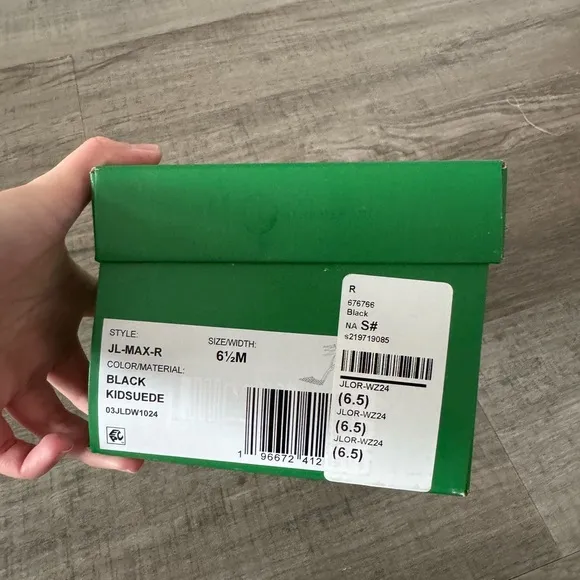 STYLE:
JL-MAX-R
SIZE/WIDTH:
6½M
COLOR/MATERIAL:
BLACK
KIDSUEDE
03JLDW1024
1 96672 412
R
676766
Black
NA S#
s219719085
JLOR-WZ24
(6.5)
JLOR-WZ24
(6.5)
JLOR-WZ24
(6.5)